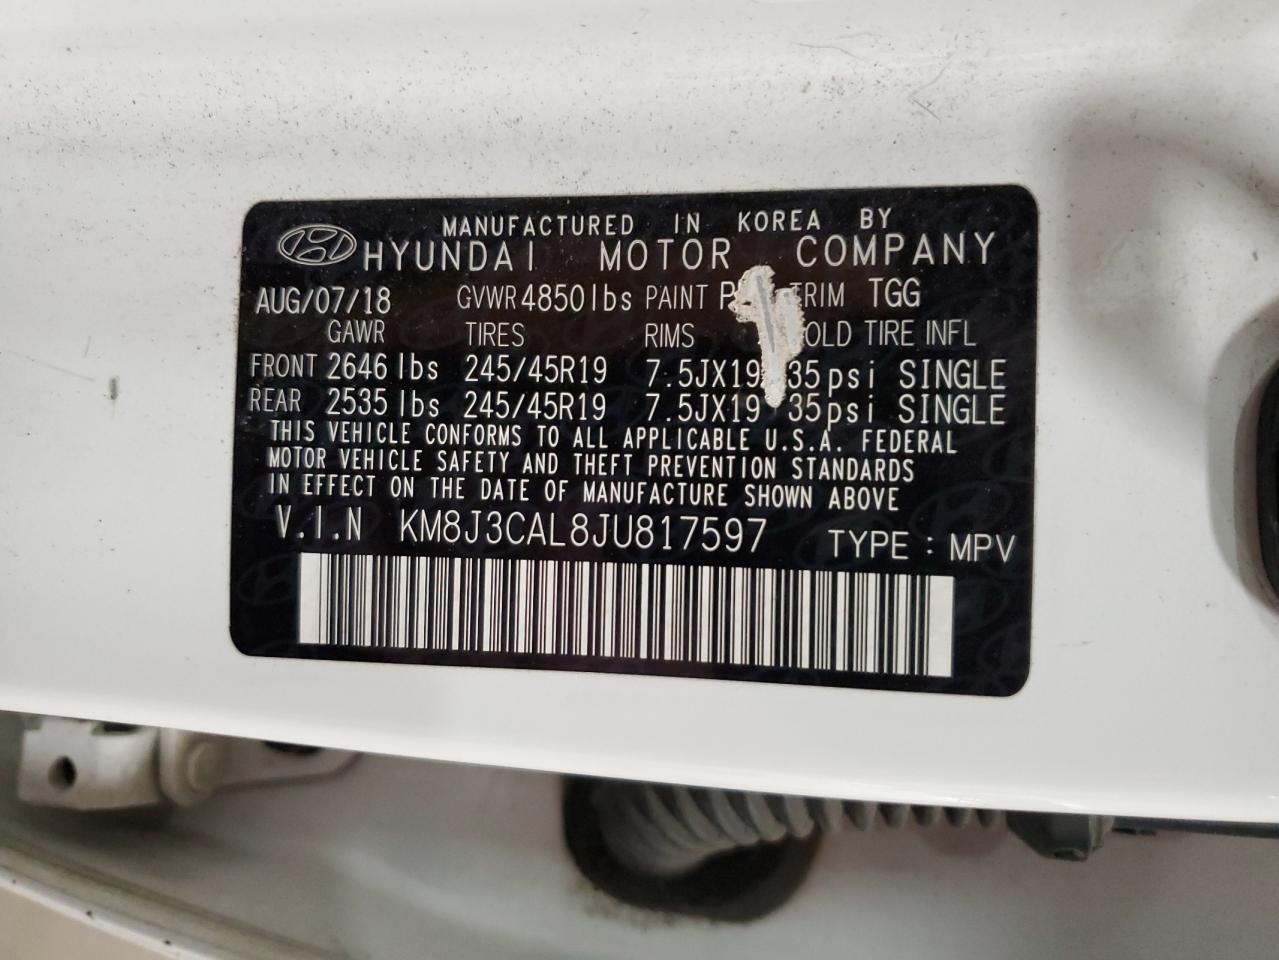 MANUFACTURED IN KOREA BY
HYUNDAI MOTOR COMPANY
AUG/07/18 GVWR 4850lbs PAINT TRIM TGG
GAWR TIRES RIMS TIRE INFL
FRONT 2646 lbs 245/45R19 7.5JX19 35psi SINGLE
REAR 2535 lbs 245/45R19 7.5JX19 35psi SINGLE
THIS VEHICLE CONFORMS TO ALL APPLICABLE U.S.A. FEDERAL
MOTOR VEHICLE SAFETY AND THEFT PREVENTION STANDARDS
IN EFFECT ON THE DATE OF MANUFACTURE SHOWN ABOVE
V.I.N KM8J3CAL8JU817597 TYPE : MPV